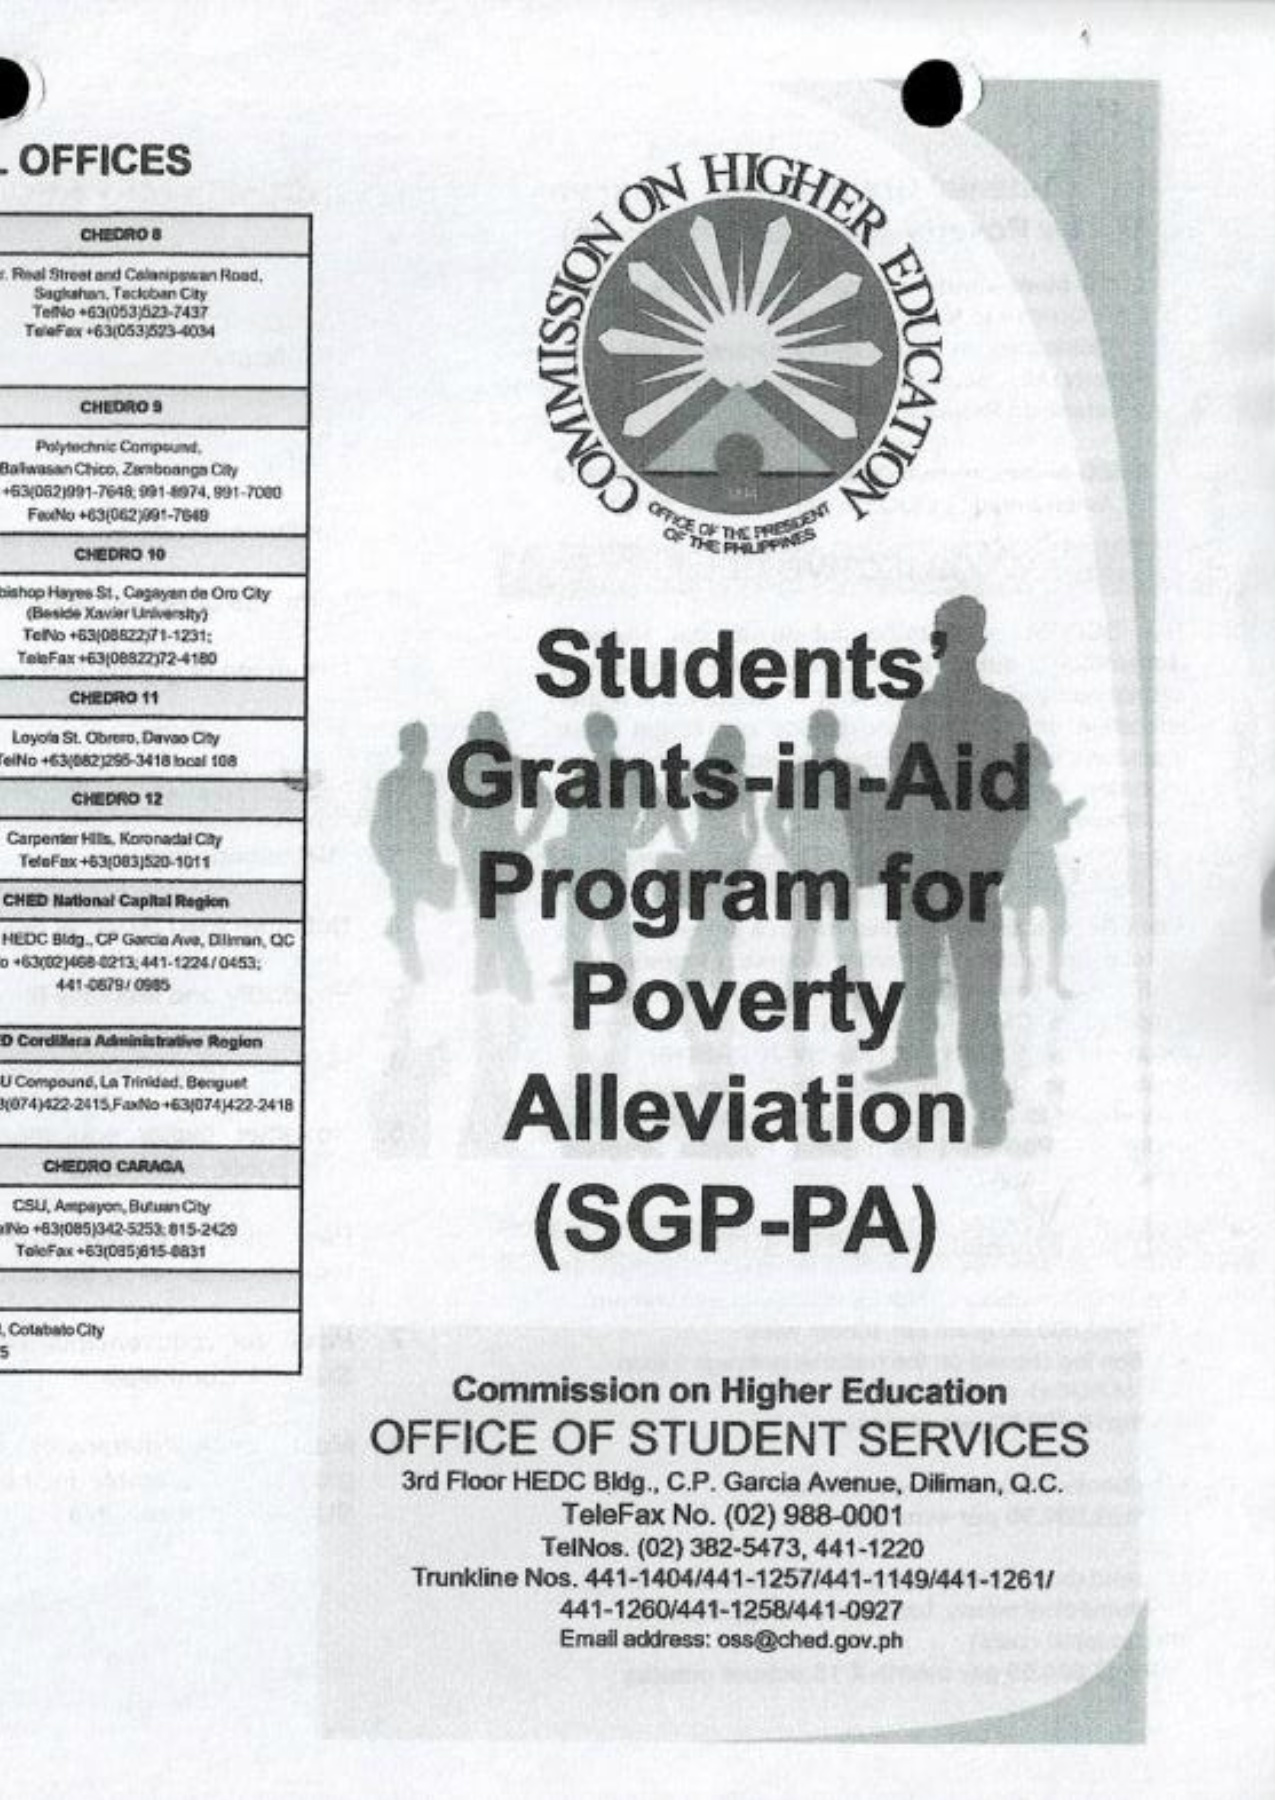 OFFICES
CHEDRO 8
Real Street and Calanipawan Road,
Sagkahan, Tacloban City
TelNo +63(053)523-7437
TeleFax +63(053)523-4034
CHEDRO 9
Polytechnic Compound,
Baliwasan Chico, Zamboanga City
+63(062)991-7648; 991-8974, 991-7080
FaxNo +63(062)991-7649
CHEDRO 10
bishop Hayes St., Cagayan de Oro City
(Beside Xavier University)
TelNo +63(08822)71-1231;
TeleFax +63(08822)72-4180
CHEDRO 11
Loyola St. Obrero, Davao City
TelNo +63(082)295-3418 local 108
CHEDRO 12
Carpenter Hills, Koronadal City
TeleFax +63(083)520-1011
CHED National Capital Region
HEDC Bldg., CP Garcia Ave, Diliman, QC
o +63(02)468-0213; 441-1224 / 0453;
441-0879/ 0985
D Cordillera Administrative Region
U Compound, La Trinidad, Benguet
3(074)422-2415,FaxNo +63(074)422-2418
CHEDRO CARAGA
CSU, Ampayon, Butuan City
elNo +63(085)342-5253; 815-2429
TeleFax +63(085)815-8831
, Cotabato City
5
COMMISSION ON HIGHER EDUCATION
OFFICE OF THE PRESIDENT
OF THE PHILIPPINES
Students'
Grants-in-Aid
Program for
Poverty
Alleviation
(SGP-PA)
Commission on Higher Education
OFFICE OF STUDENT SERVICES
3rd Floor HEDC Bldg., C.P. Garcia Avenue, Diliman, Q.C.
TeleFax No. (02) 988-0001
TelNos. (02) 382-5473, 441-1220
Trunkline Nos. 441-1404/441-1257/441-1149/441-1261/
441-1260/441-1258/441-0927
Email address: oss@ched.gov.ph